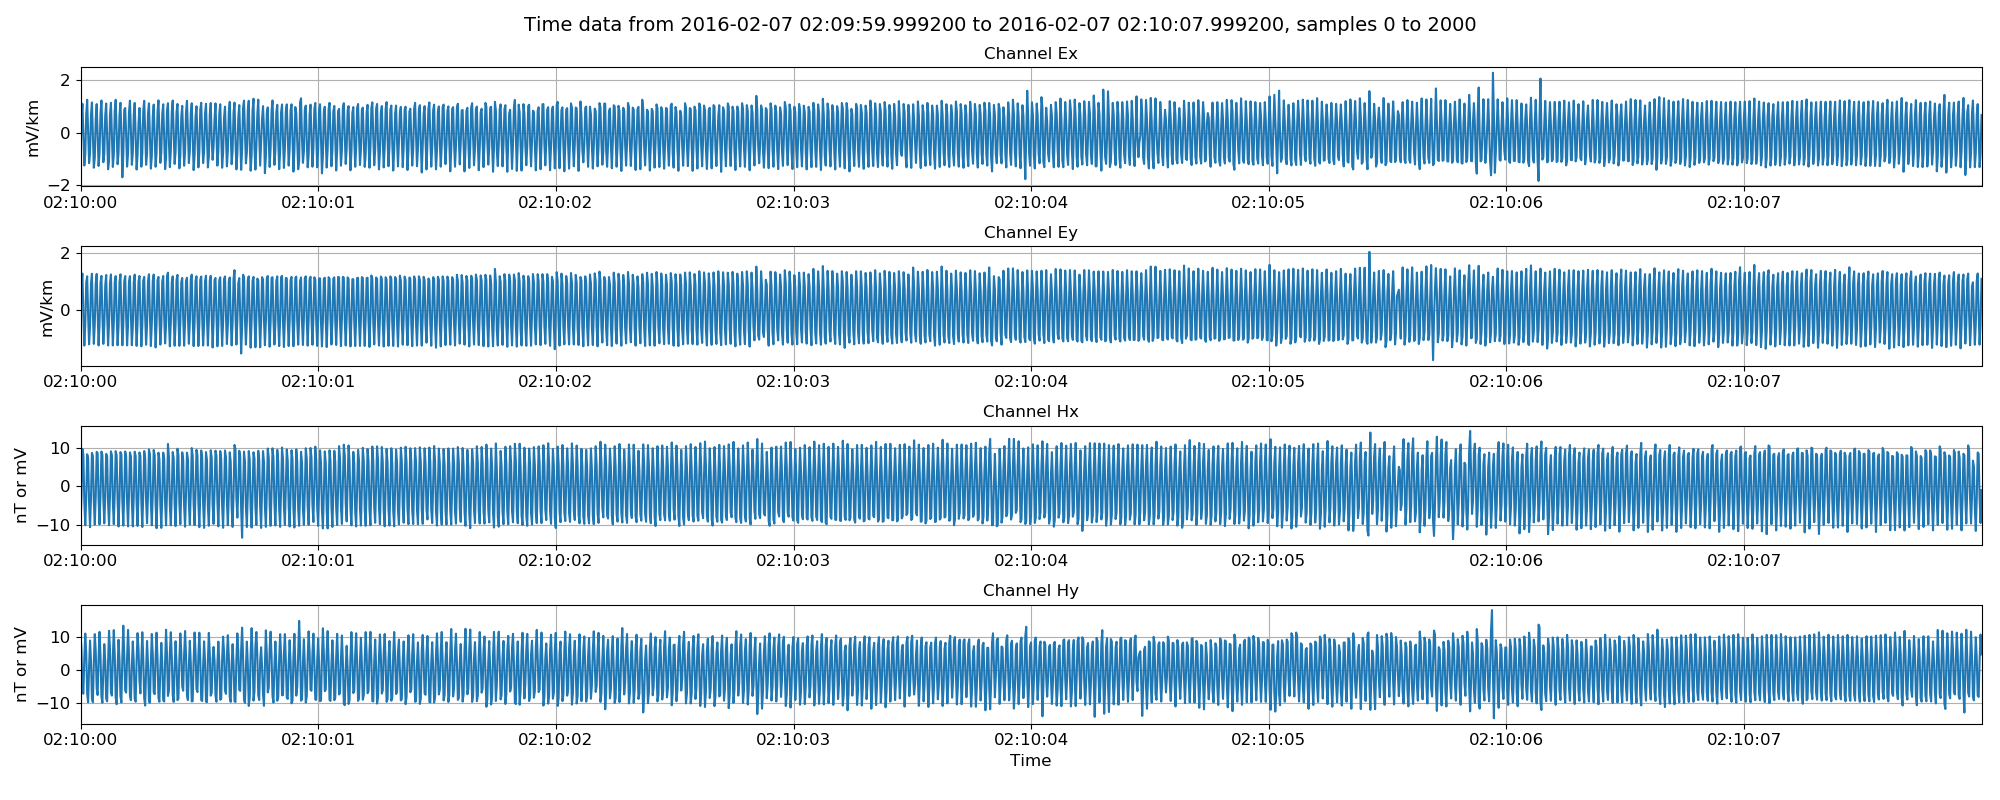 Time data from 2016-02-07 02:09:59.999200 to 2016-02-07 02:10:07.999200, samples 0 to 2000
Channel Ex
mV/km
2
0
−2
02:10:00 02:10:01 02:10:02 02:10:03 02:10:04 02:10:05 02:10:06 02:10:07
Channel Ey
mV/km
2
0
02:10:00 02:10:01 02:10:02 02:10:03 02:10:04 02:10:05 02:10:06 02:10:07
Channel Hx
nT or mV
10
0
−10
02:10:00 02:10:01 02:10:02 02:10:03 02:10:04 02:10:05 02:10:06 02:10:07
Channel Hy
nT or mV
10
0
−10
02:10:00 02:10:01 02:10:02 02:10:03 02:10:04 02:10:05 02:10:06 02:10:07
Time